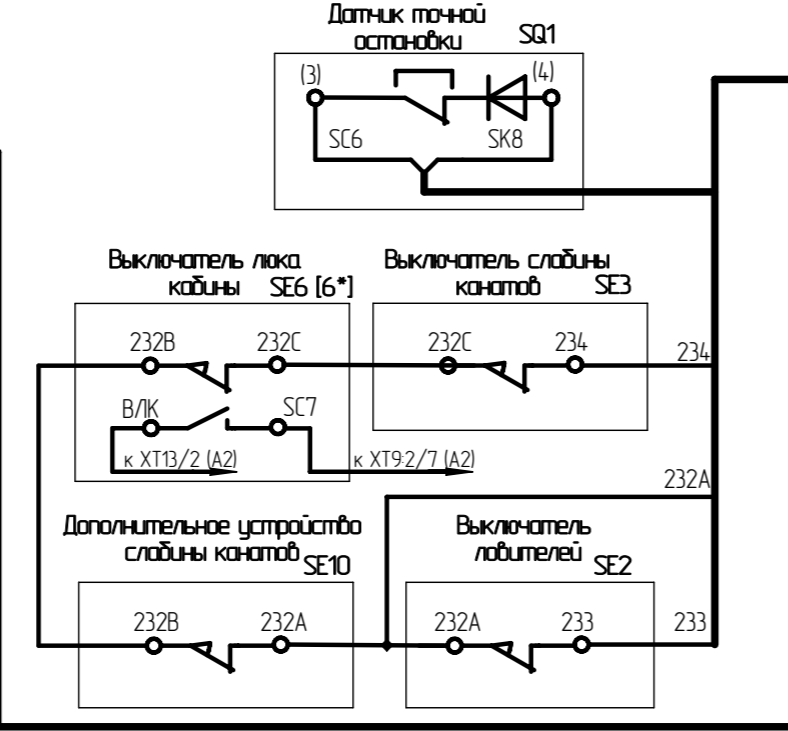 Датчик точной
остановки SQ1
(3) (4)
SC6 SK8
Выключатель люка
кабины SE6 [6*]
Выключатель слабины
канатов SE3
232B 232C 232C 234 234
ВЛК SC7
к XT13/2 (A2) к XT9:2/7 (A2)
232A
Дополнительное устройство
слабины канатов SE10
Выключатель
ловителей SE2
232B 232A 232A 233 233